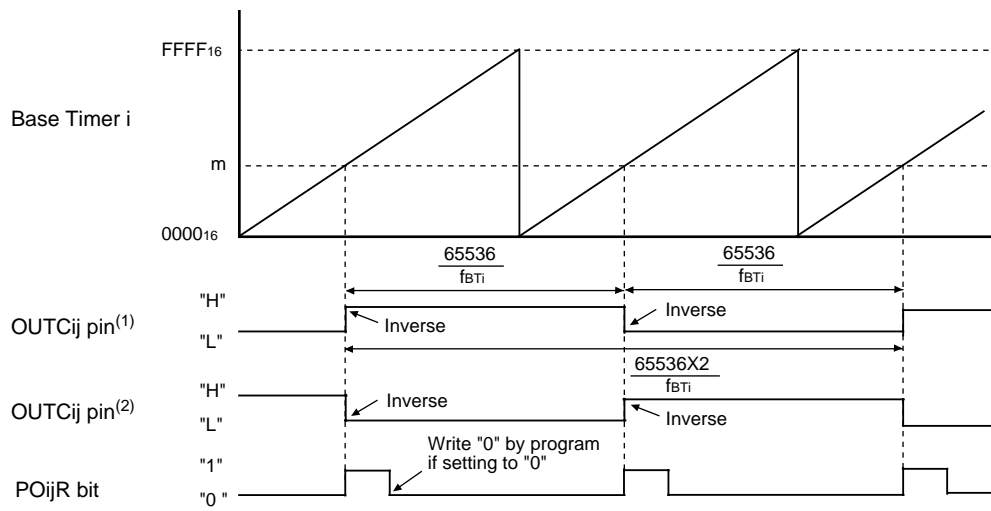 FFFF16
Base Timer i
m
000016
65536
fBTi
65536
fBTi
"H"
OUTCij pin(1)
Inverse
Inverse
"L"
65536X2
fBTi
"H"
OUTCij pin(2)
Inverse
Inverse
"L"
Write "0" by program
if setting to "0"
"1"
POijR bit
"0 "